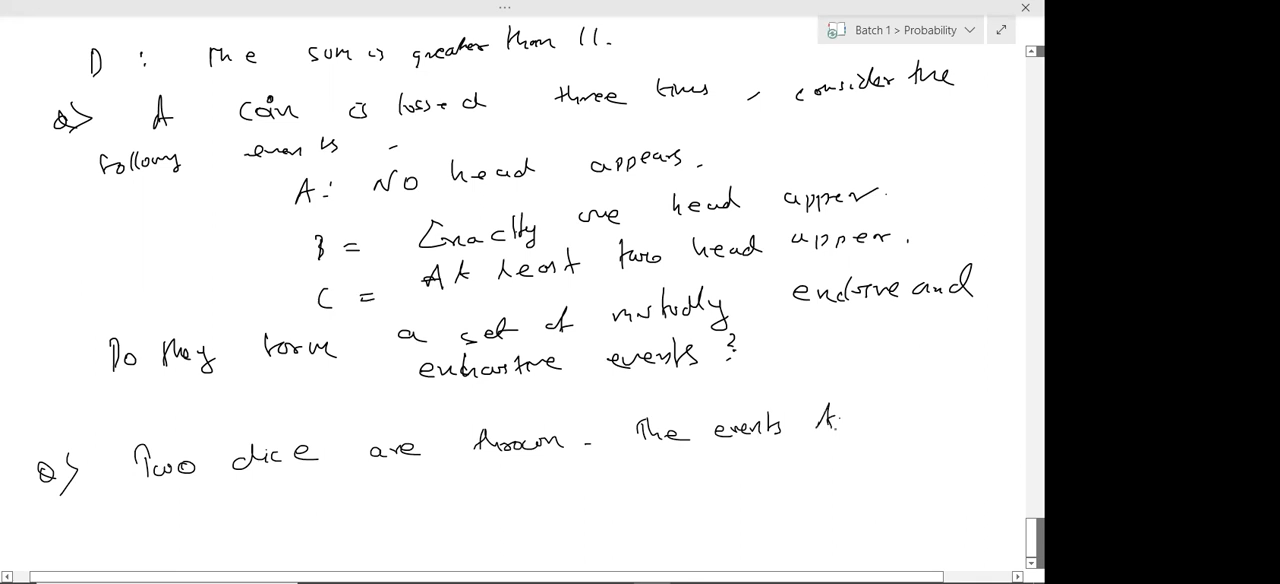 Batch 1 > Probability
D : The sum is greater than 11.
Q> A coin is tossed three times, consider the
following events -
A: No head appears.
B = Exactly one head apper.
C = At least two head apper.
Do they form a set of mutually exclusive and
exhaustive events?
Q> Two dice are thrown - The events A: